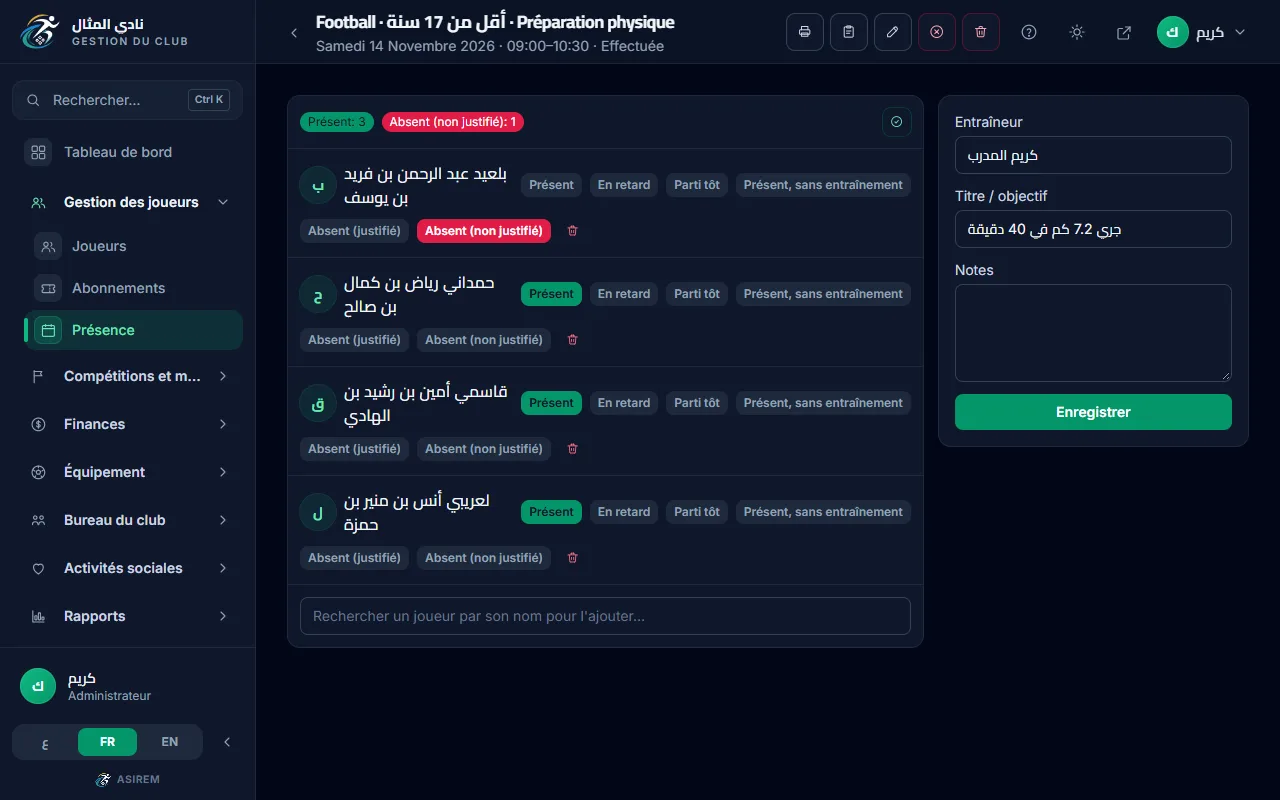 نادي المثال
GESTION DU CLUB
Rechercher...
Ctrl K
Tableau de bord
Gestion des joueurs
Joueurs
Abonnements
Présence
Compétitions et m...
Finances
Équipement
Bureau du club
Activités sociales
Rapports
ك
كريم
Administrateur
ع
FR
EN
ASIREM
Football · أقل من 17 سنة · Préparation physique
Samedi 14 Novembre 2026 · 09:00–10:30 · Effectuée
ك
كريم
Présent: 3
Absent (non justifié): 1
ب
بلعيد عبد الرحمن بن فريد
بن يوسف
Présent
En retard
Parti tôt
Présent, sans entraînement
Absent (justifié)
Absent (non justifié)
ح
حمداني رياض بن كمال
بن صالح
Présent
En retard
Parti tôt
Présent, sans entraînement
Absent (justifié)
Absent (non justifié)
ق
قاسمي أمين بن رشيد بن
الهادي
Présent
En retard
Parti tôt
Présent, sans entraînement
Absent (justifié)
Absent (non justifié)
ل
لعريبي أنس بن منير بن
حمزة
Présent
En retard
Parti tôt
Présent, sans entraînement
Absent (justifié)
Absent (non justifié)
Rechercher un joueur par son nom pour l'ajouter...
Entraîneur
كريم المدرب
Titre / objectif
جري 7.2 كم في 40 دقيقة
Notes
Enregistrer